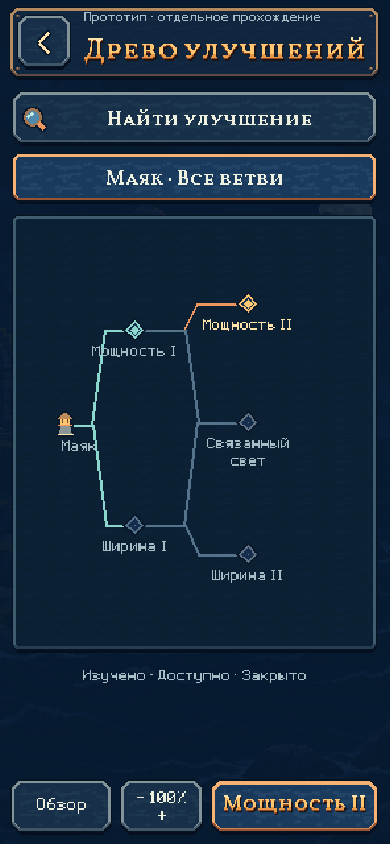 Прототип · отдельное прохождение
Древо улучшений
Найти улучшение
Маяк · Все ветви
Мощность II
Мощность I
Маяк
Связанный
свет
Ширина I
Ширина II
Изучено · Доступно · Закрыто
Обзор
- 100%
+
Мощность II